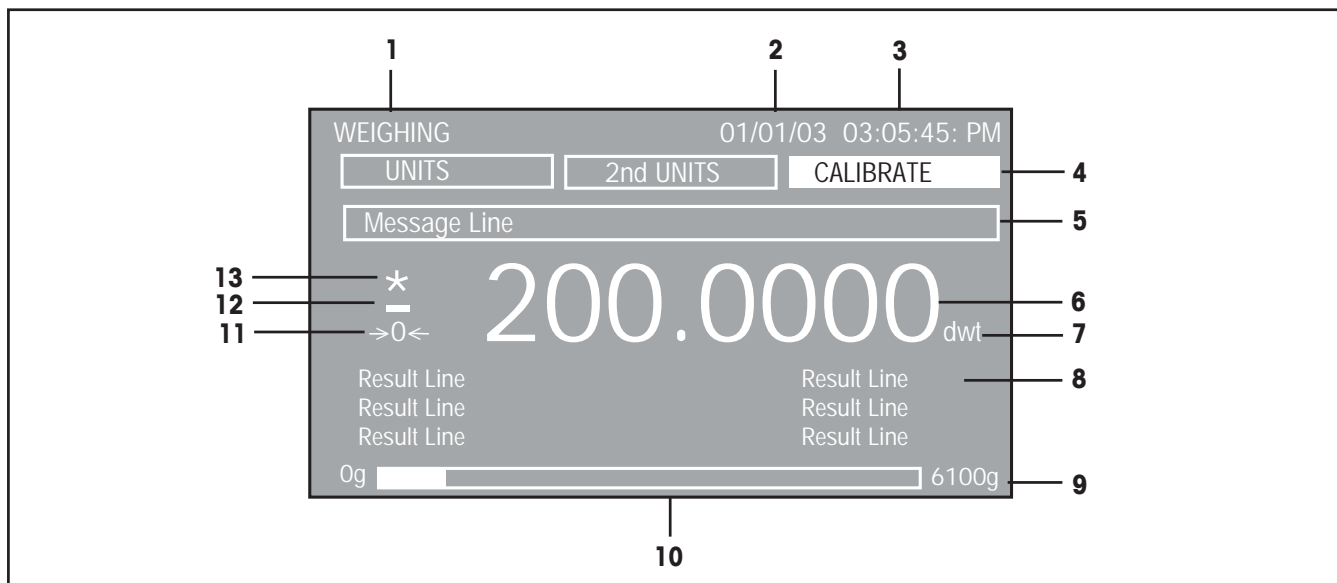 1 2 3
WEIGHING 01/01/03 03:05:45: PM
UNITS 2nd UNITS CALIBRATE 4
Message Line 5
13 *
12 –
11 →0← 200.0000 dwt 6
7
Result Line Result Line 8
Result Line Result Line
Result Line Result Line
0g 6100g 9
10